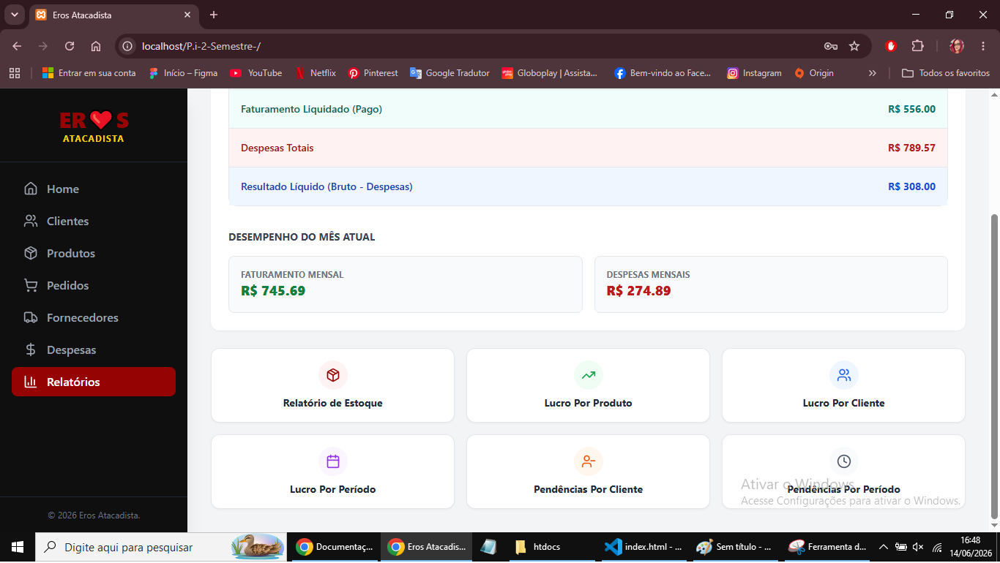 Eros Atacadista
localhost/P.i-2-Semestre-/
Entrar em sua conta
Início – Figma
YouTube
Netflix
Pinterest
Google Tradutor
Globoplay | Assista...
Bem-vindo ao Face...
Instagram
Origin
Todos os favoritos
EROS
ATACADISTA
Home
Clientes
Produtos
Pedidos
Fornecedores
Despesas
Relatórios
© 2026 Eros Atacadista.
Faturamento Liquidado (Pago) R$ 556.00
Despesas Totais R$ 789.57
Resultado Líquido (Bruto - Despesas) R$ 308.00
DESEMPENHO DO MÊS ATUAL
FATURAMENTO MENSAL
R$ 745.69
DESPESAS MENSAIS
R$ 274.89
Relatório de Estoque
Lucro Por Produto
Lucro Por Cliente
Lucro Por Período
Pendências Por Cliente
Pendências Por Período
Ativar o Windows
Acesse Configurações para ativar o Windows.
Digite aqui para pesquisar
Documentaç...
Eros Atacadis...
htdocs
index.html - ...
Sem título - ...
Ferramenta d...
16:48
14/06/2026